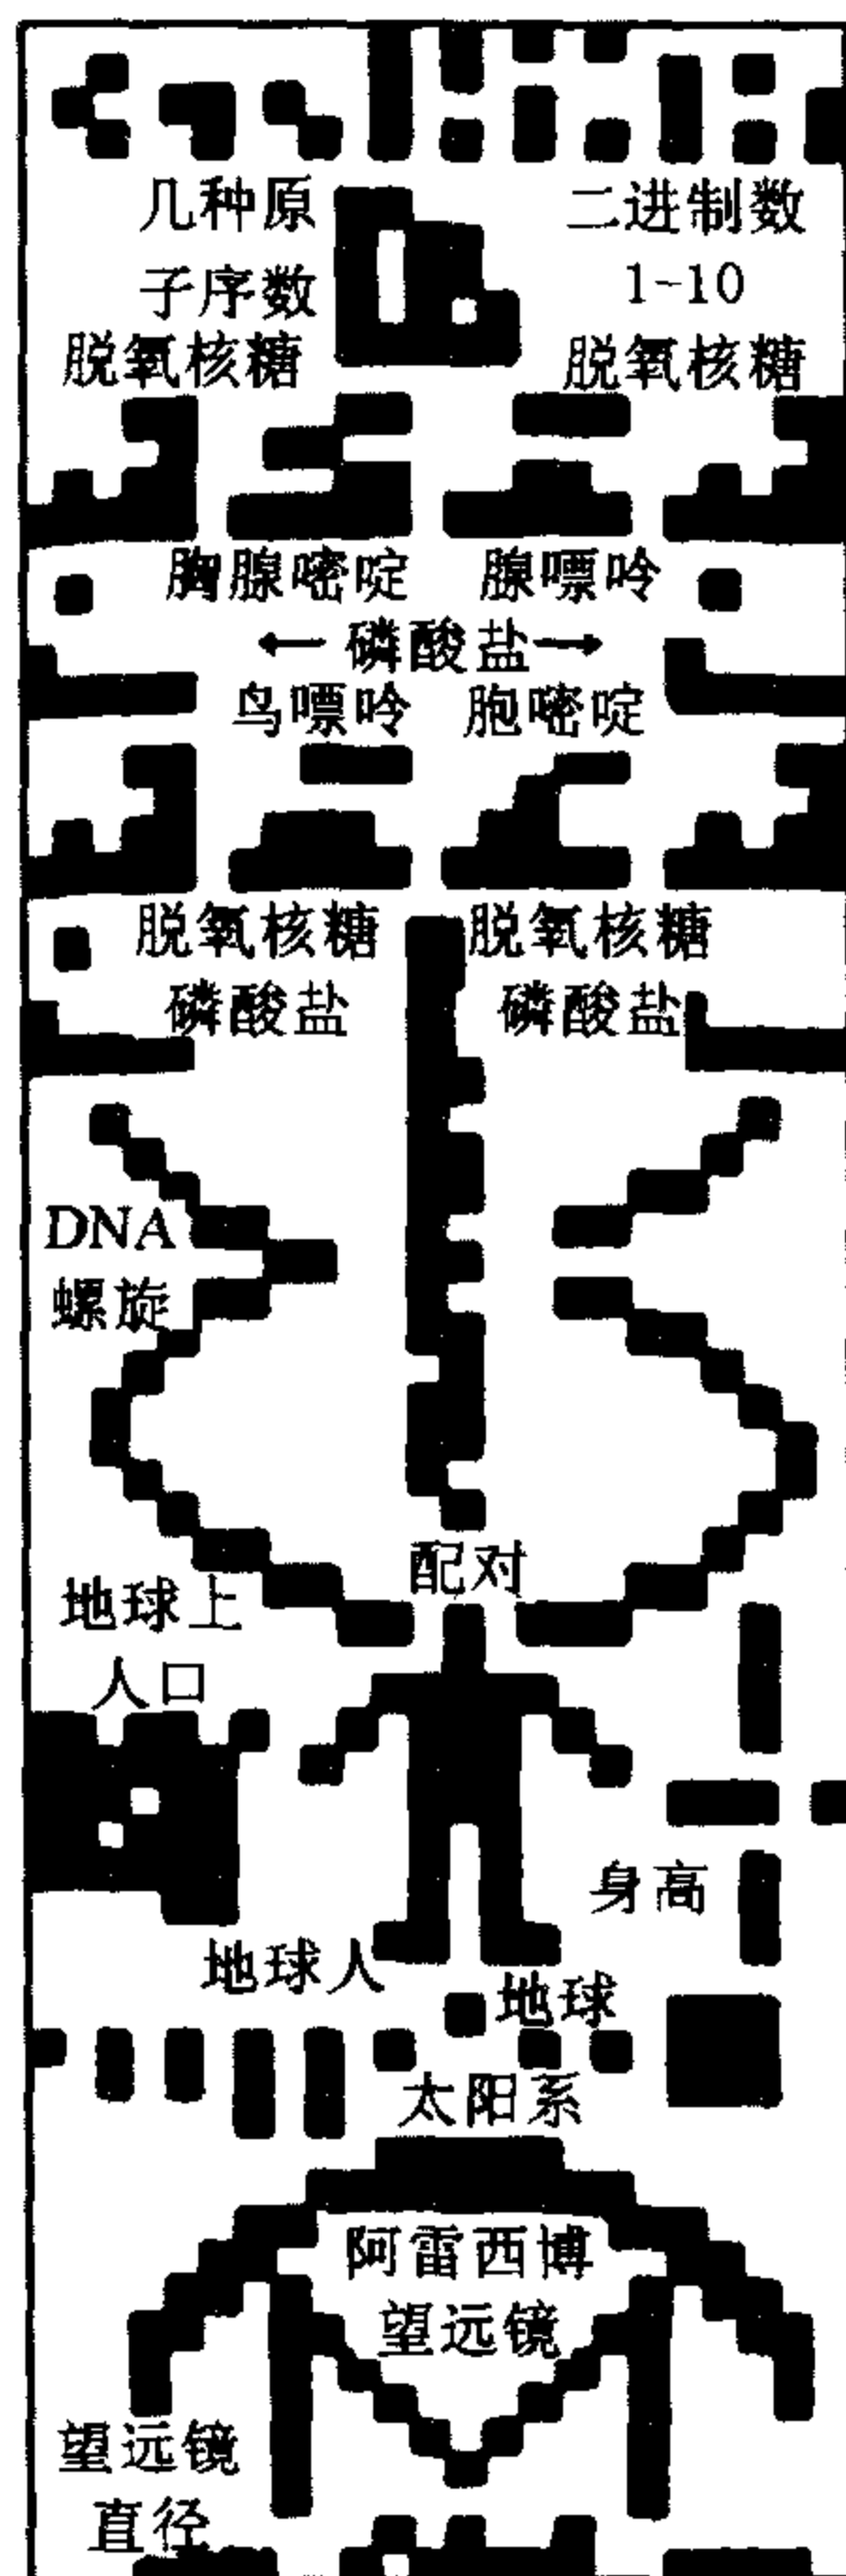 几种原
子序数
二进制数
1-10
脱氧核糖
脱氧核糖
胸腺嘧啶
腺嘌呤
←磷酸盐→
鸟嘌呤
胞嘧啶
脱氧核糖
磷酸盐
脱氧核糖
磷酸盐
DNA
螺旋
配对
地球上
人口
身高
地球人
地球
太阳系
阿雷西博
望远镜
望远镜
直径